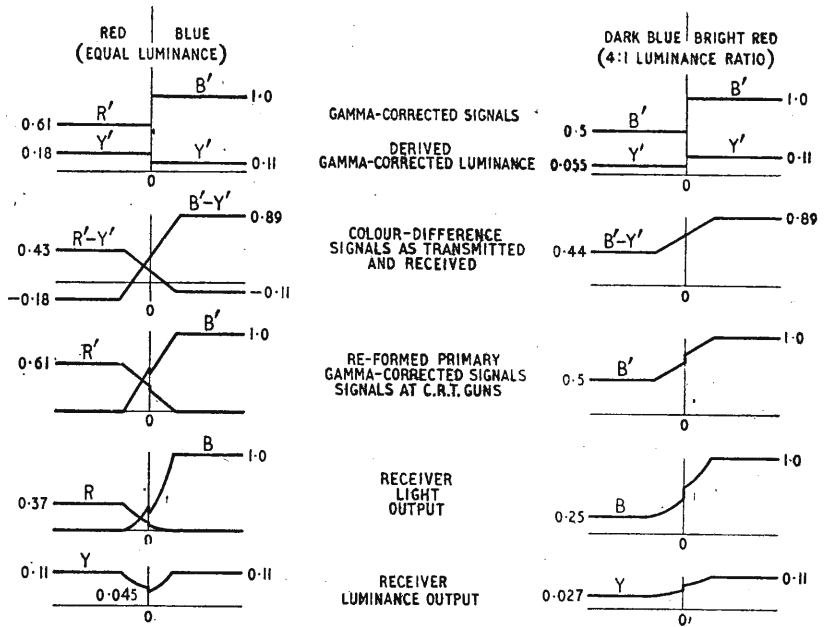 RED BLUE
(EQUAL LUMINANCE)
DARK BLUE BRIGHT RED
(4:1 LUMINANCE RATIO)
B′
1·0
R′
0·61
Y′
0·18
Y′
0·11
0
GAMMA-CORRECTED SIGNALS
DERIVED
GAMMA-CORRECTED LUMINANCE
B′
1·0
B′
0·5
Y′
0·055
Y′
0·11
0
B′-Y′
0·89
R′-Y′
0·43
-0·18
-0·11
0
COLOUR-DIFFERENCE
SIGNALS AS TRANSMITTED
AND RECEIVED
0·89
B′-Y′
0·44
0
B′
1·0
R′
0·61
0
RE-FORMED PRIMARY
GAMMA-CORRECTED SIGNALS
SIGNALS AT C.R.T. GUNS
1·0
B′
0·5
0
B
1·0
R
0·37
0
RECEIVER
LIGHT
OUTPUT
1·0
B
0·25
0
Y
0·11
0·11
0·045
0
RECEIVER
LUMINANCE OUTPUT
Y
0·11
0·027
0